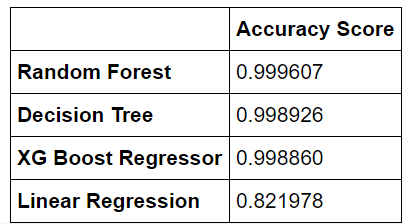 Accuracy Score
Random Forest 0.999607
Decision Tree 0.998926
XG Boost Regressor 0.998860
Linear Regression 0.821978